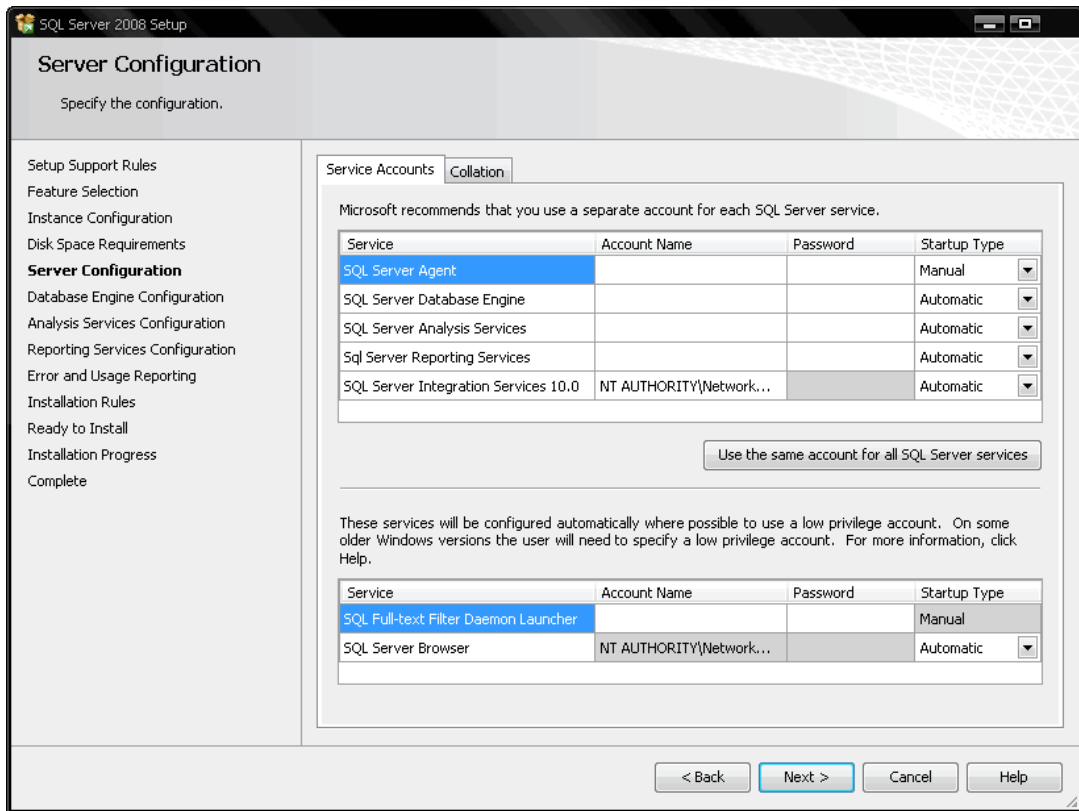 SQL Server 2008 Setup
Server Configuration
Specify the configuration.
Setup Support Rules
Feature Selection
Instance Configuration
Disk Space Requirements
Server Configuration
Database Engine Configuration
Analysis Services Configuration
Reporting Services Configuration
Error and Usage Reporting
Installation Rules
Ready to Install
Installation Progress
Complete
Service Accounts Collation
Microsoft recommends that you use a separate account for each SQL Server service.
Service Account Name Password Startup Type
SQL Server Agent Manual
SQL Server Database Engine Automatic
SQL Server Analysis Services Automatic
Sql Server Reporting Services Automatic
SQL Server Integration Services 10.0 NT AUTHORITY\Network... Automatic
Use the same account for all SQL Server services
These services will be configured automatically where possible to use a low privilege account. On some
older Windows versions the user will need to specify a low privilege account. For more information, click
Help.
Service Account Name Password Startup Type
SQL Full-text Filter Daemon Launcher Manual
SQL Server Browser NT AUTHORITY\Network... Automatic
< Back Next > Cancel Help